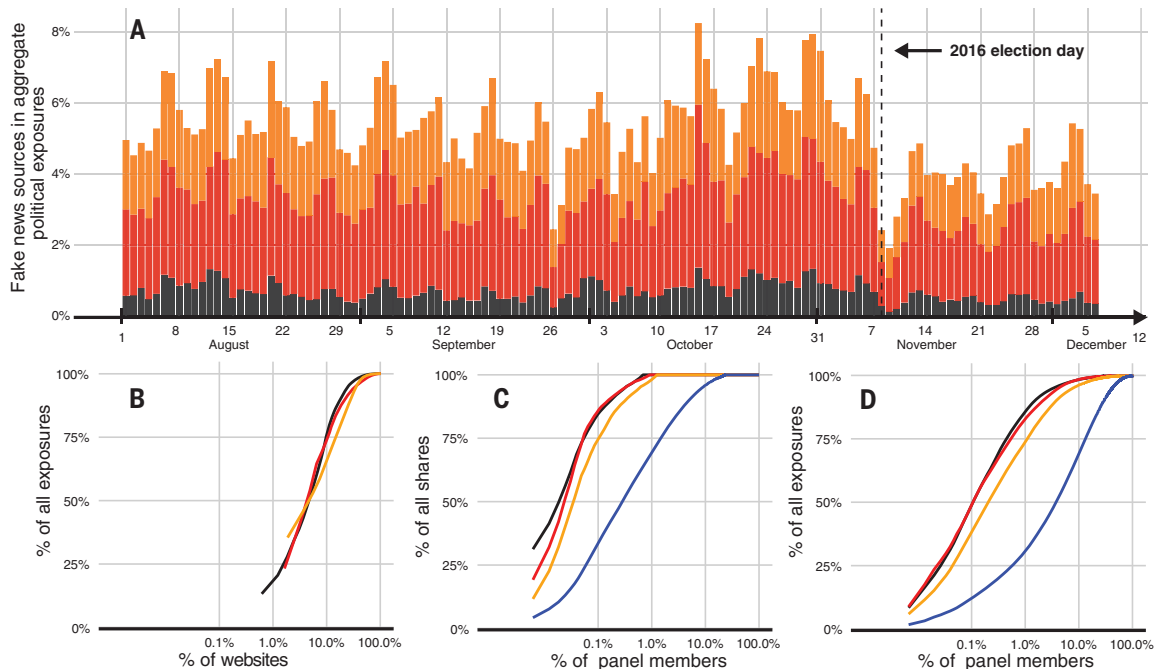 A
Fake news sources in aggregate
political exposures
8%
6%
4%
2%
0%
2016 election day
1 8 15 22 29 5 12 19 26 3 10 17 24 31 7 14 21 28 5 12
August September October November December
B
% of all exposures
100%
75%
50%
25%
0%
0.1% 1.0% 10.0% 100.0%
% of websites
C
% of all shares
100%
75%
50%
25%
0%
0.1% 1.0% 10.0% 100.0%
% of panel members
D
% of all exposures
100%
75%
50%
25%
0%
0.1% 1.0% 10.0% 100.0%
% of panel members